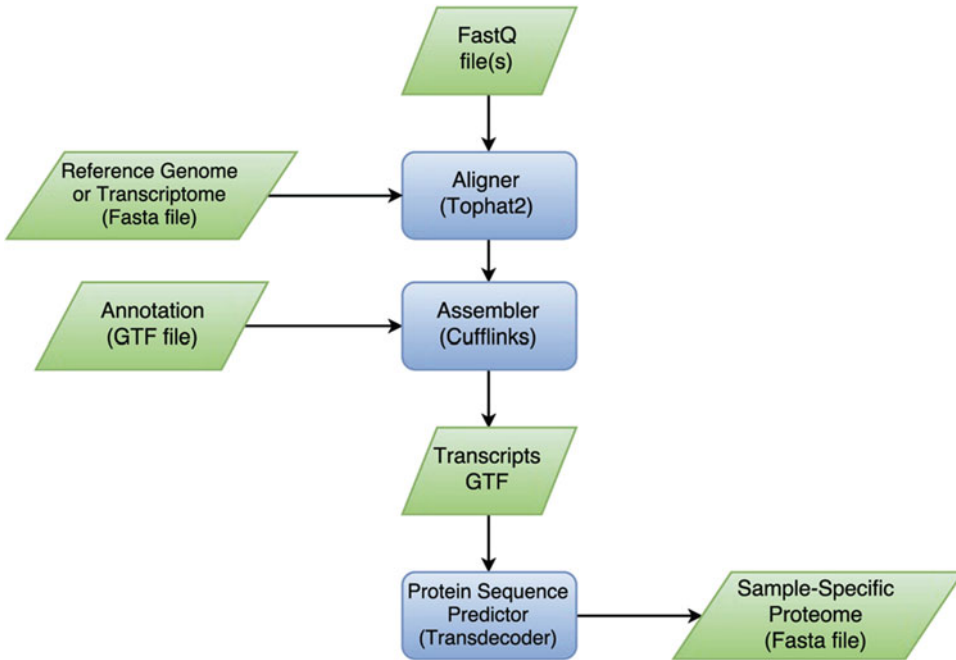 FastQ
file(s)
Reference Genome
or Transcriptome
(Fasta file)
Aligner
(Tophat2)
Annotation
(GTF file)
Assembler
(Cufflinks)
Transcripts
GTF
Protein Sequence
Predictor
(Transdecoder)
Sample-Specific
Proteome
(Fasta file)